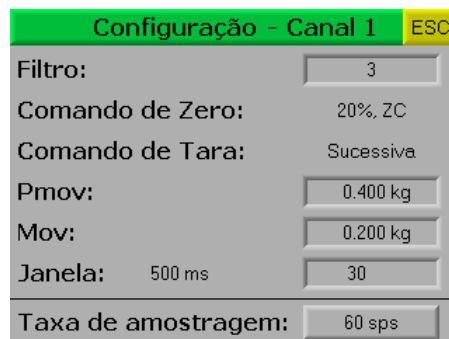 Configuração - Canal 1 ESC
Filtro: 3
Comando de Zero: 20%, ZC
Comando de Tara: Sucessiva
Pmov: 0.400 kg
Mov: 0.200 kg
Janela: 500 ms 30
Taxa de amostragem: 60 sps